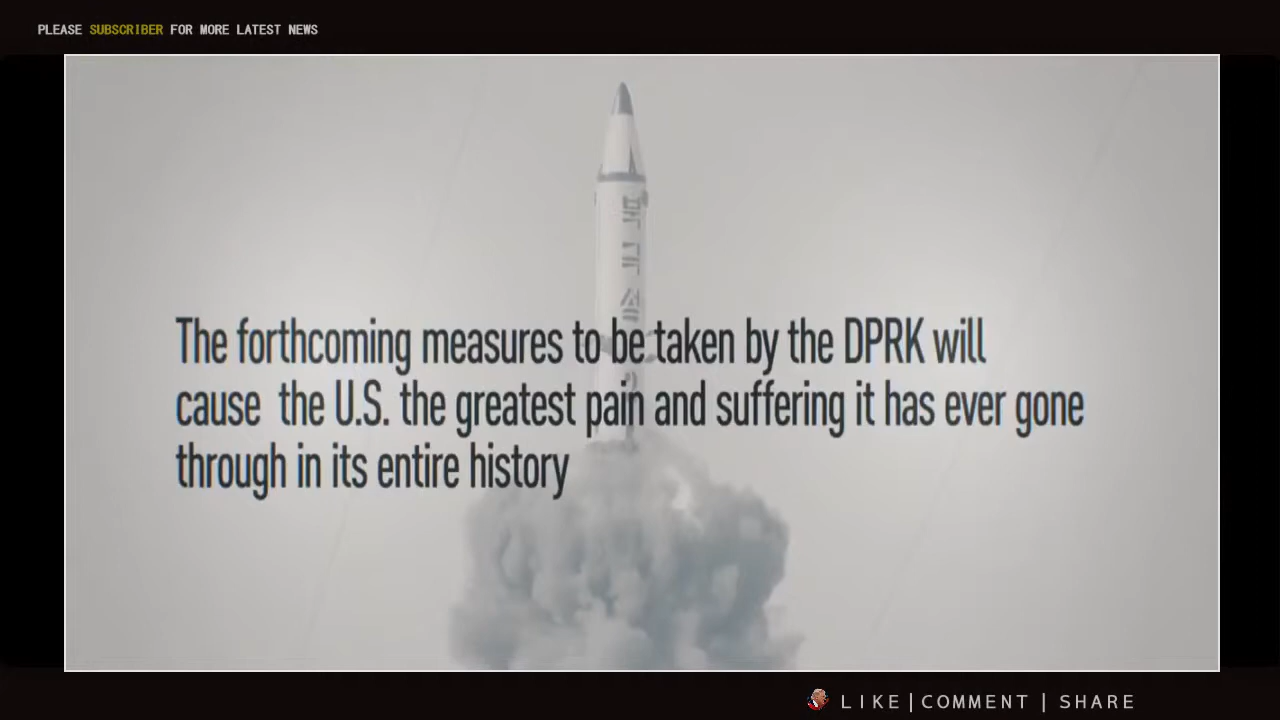 PLEASE SUBSCRIBER FOR MORE LATEST NEWS
The forthcoming measures to be taken by the DPRK will
cause the U.S. the greatest pain and suffering it has ever gone
through in its entire history
LIKE|COMMENT | SHARE